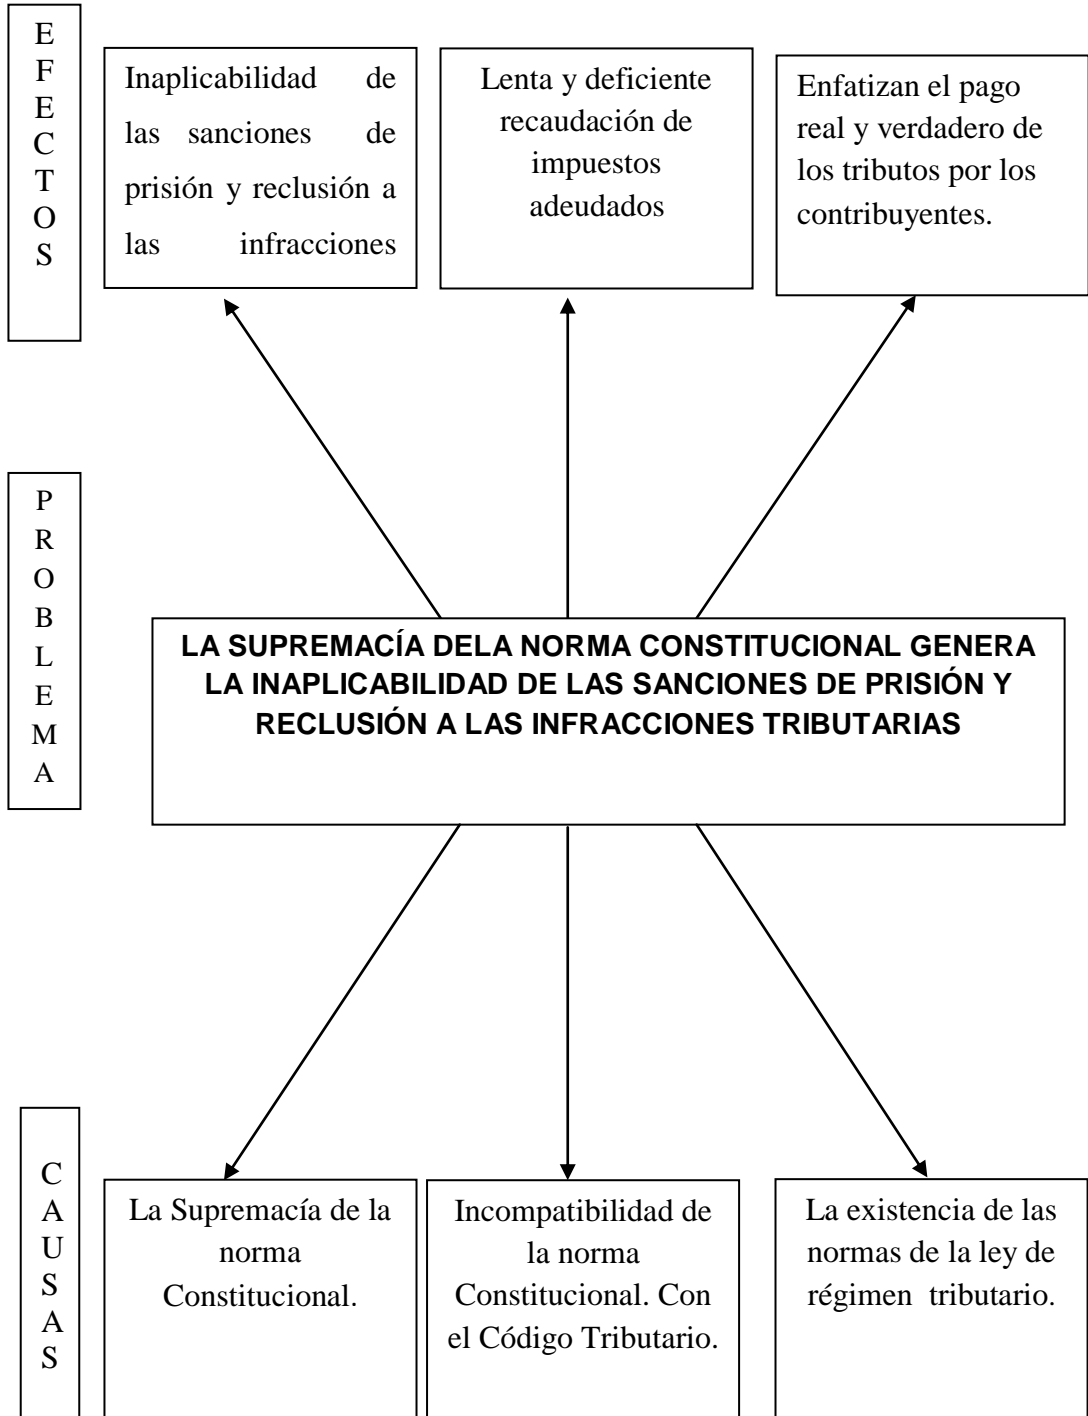 E
F
E
C
T
O
S
Inaplicabilidad de
las sanciones de
prisión y reclusión a
las infracciones
Lenta y deficiente
recaudación de
impuestos
adeudados
Enfatizan el pago
real y verdadero de
los tributos por los
contribuyentes.
P
R
O
B
L
E
M
A
LA SUPREMACÍA DELA NORMA CONSTITUCIONAL GENERA
LA INAPLICABILIDAD DE LAS SANCIONES DE PRISIÓN Y
RECLUSIÓN A LAS INFRACCIONES TRIBUTARIAS
C
A
U
S
A
S
La Supremacía de la
norma
Constitucional.
Incompatibilidad de
la norma
Constitucional. Con
el Código Tributario.
La existencia de las
normas de la ley de
régimen tributario.